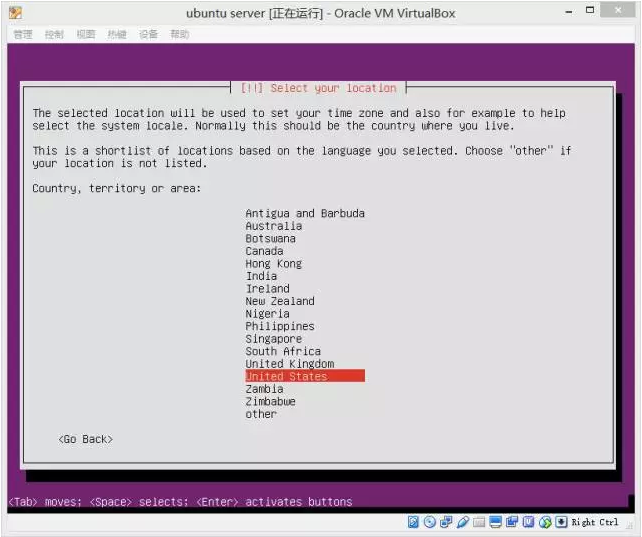 ubuntu server [正在运行] - Oracle VM VirtualBox
管理 控制 视图 热键 设备 帮助
[!!] Select your location
The selected location will be used to set your time zone and also for example to help
select the system locale. Normally this should be the country where you live.
This is a shortlist of locations based on the language you selected. Choose "other" if
your location is not listed.
Country, territory or area:
Antigua and Barbuda
Australia
Botswana
Canada
Hong Kong
India
Ireland
New Zealand
Nigeria
Philippines
Singapore
South Africa
United Kingdom
United States
Zambia
Zimbabwe
other
<Go Back>
<Tab> moves; <Space> selects; <Enter> activates buttons
Right Ctrl